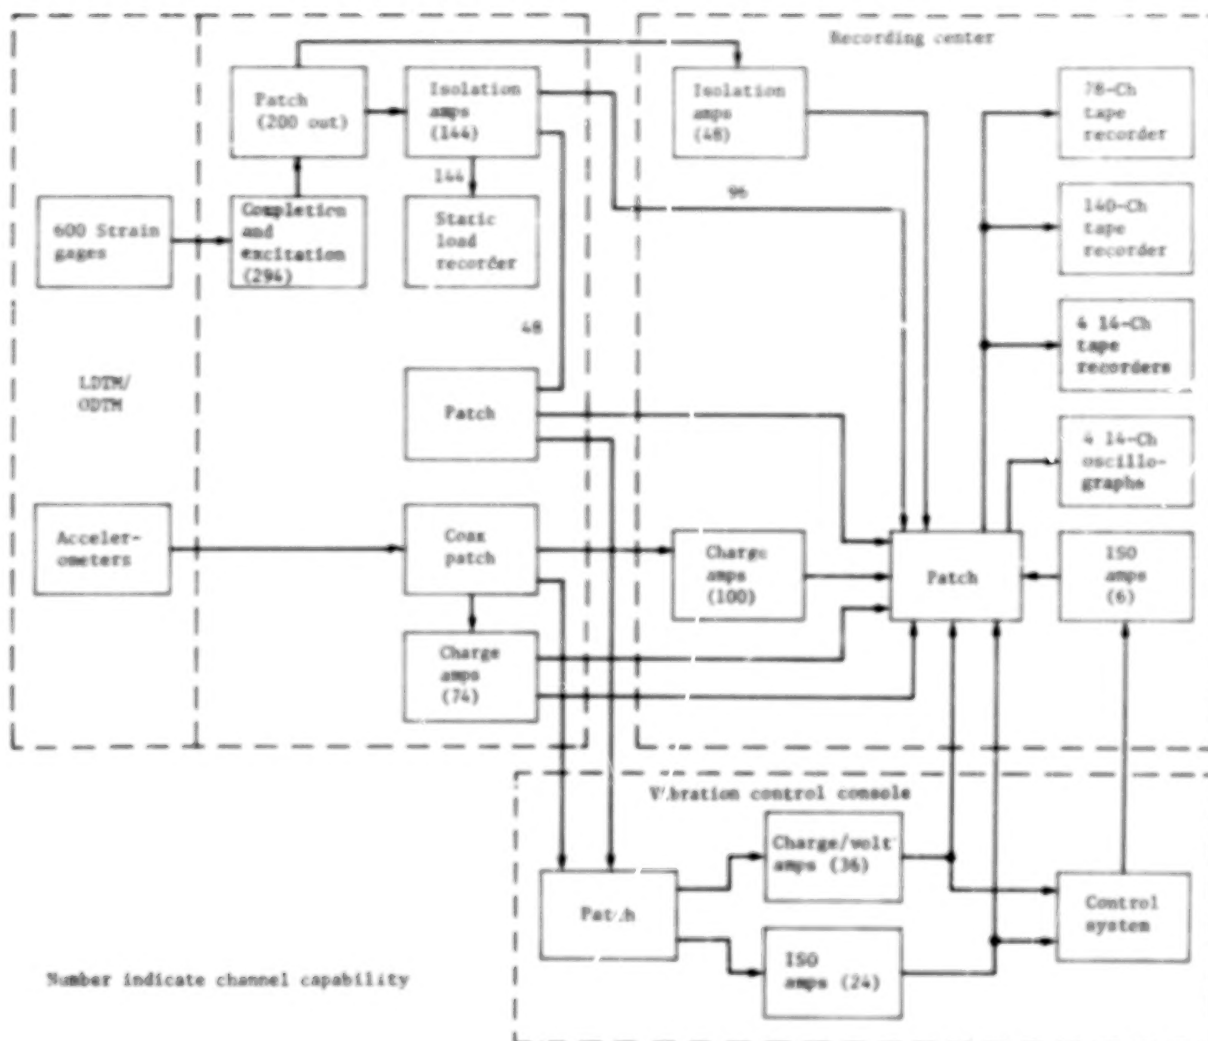 Recording center
Patch
(200 out)
Isolation
amps
(144)
Isolation
amps
(48)
78-Ch
tape
recorder
144
96
600 Strain
gages
Completion
and
excitation
(294)
Static
load
recorder
140-Ch
tape
recorder
48
4 14-Ch
tape
recorders
LDTM/
ODTM
Patch
4 14-Ch
oscillo-
graphs
Acceler-
ometers
Coax
patch
Charge
amps
(100)
Patch
ISO
amps
(6)
Charge
amps
(74)
Vibration control console
Charge/volt
amps (36)
Patch
Control
system
ISO
amps (24)
Number indicate channel capability